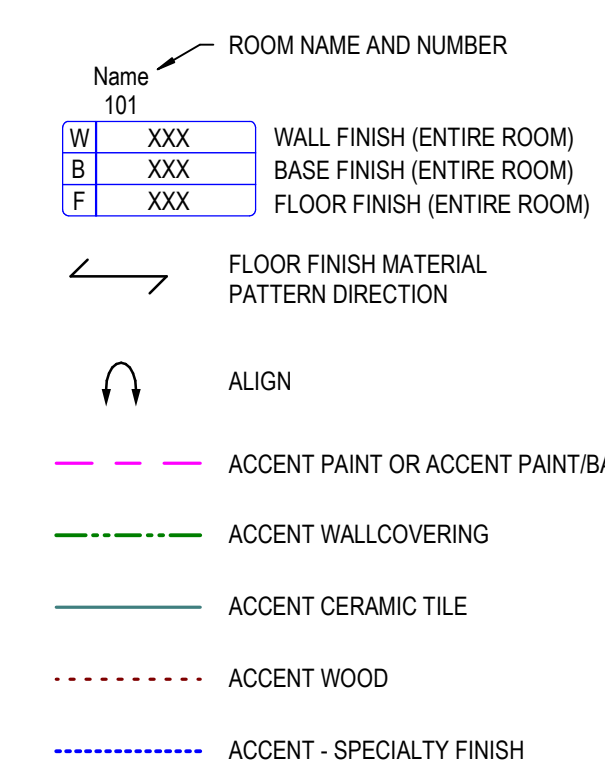 ROOM NAME AND NUMBER
Name
101
W XXX WALL FINISH (ENTIRE ROOM)
B XXX BASE FINISH (ENTIRE ROOM)
F XXX FLOOR FINISH (ENTIRE ROOM)
FLOOR FINISH MATERIAL
PATTERN DIRECTION
ALIGN
ACCENT PAINT OR ACCENT PAINT/BA
ACCENT WALLCOVERING
ACCENT CERAMIC TILE
ACCENT WOOD
ACCENT - SPECIALTY FINISH